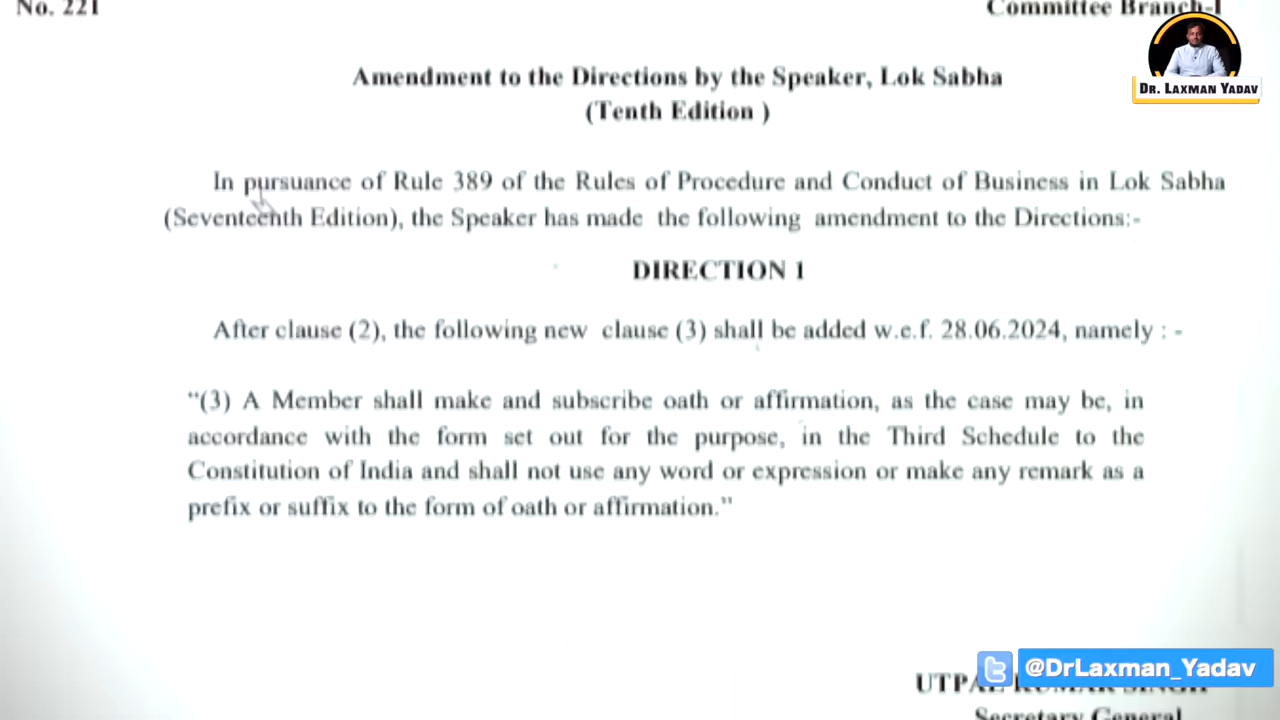 No. 221
Committee Branch-I
DR. LAXMAN YADAV
Amendment to the Directions by the Speaker, Lok Sabha
(Tenth Edition )
In pursuance of Rule 389 of the Rules of Procedure and Conduct of Business in Lok Sabha
(Seventeenth Edition), the Speaker has made the following amendment to the Directions:-
DIRECTION 1
After clause (2), the following new clause (3) shall be added w.e.f. 28.06.2024, namely : -
“(3) A Member shall make and subscribe oath or affirmation, as the case may be, in
accordance with the form set out for the purpose, in the Third Schedule to the
Constitution of India and shall not use any word or expression or make any remark as a
prefix or suffix to the form of oath or affirmation.”
@DrLaxman_Yadav
Secretary General